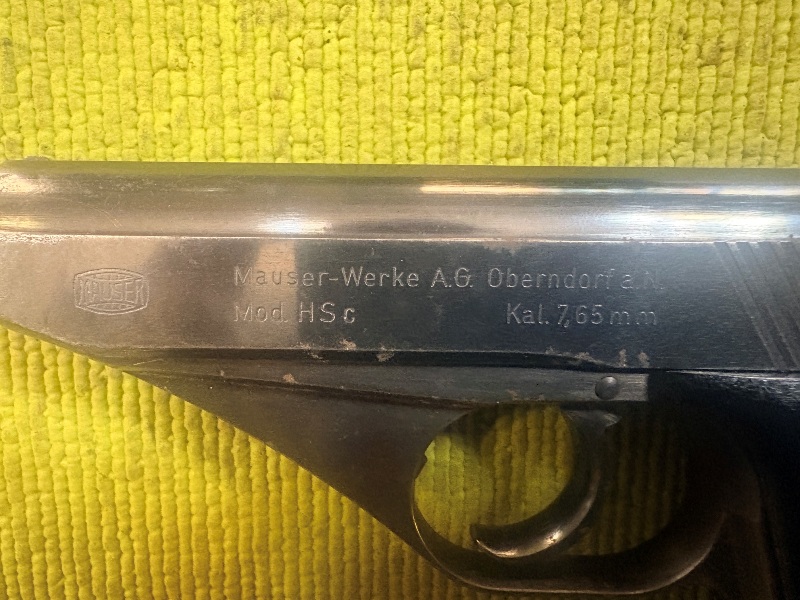 MAUSER
Mauser-Werke A.G. Oberndorf a.N.
Mod. HSc Kal. 7,65 mm